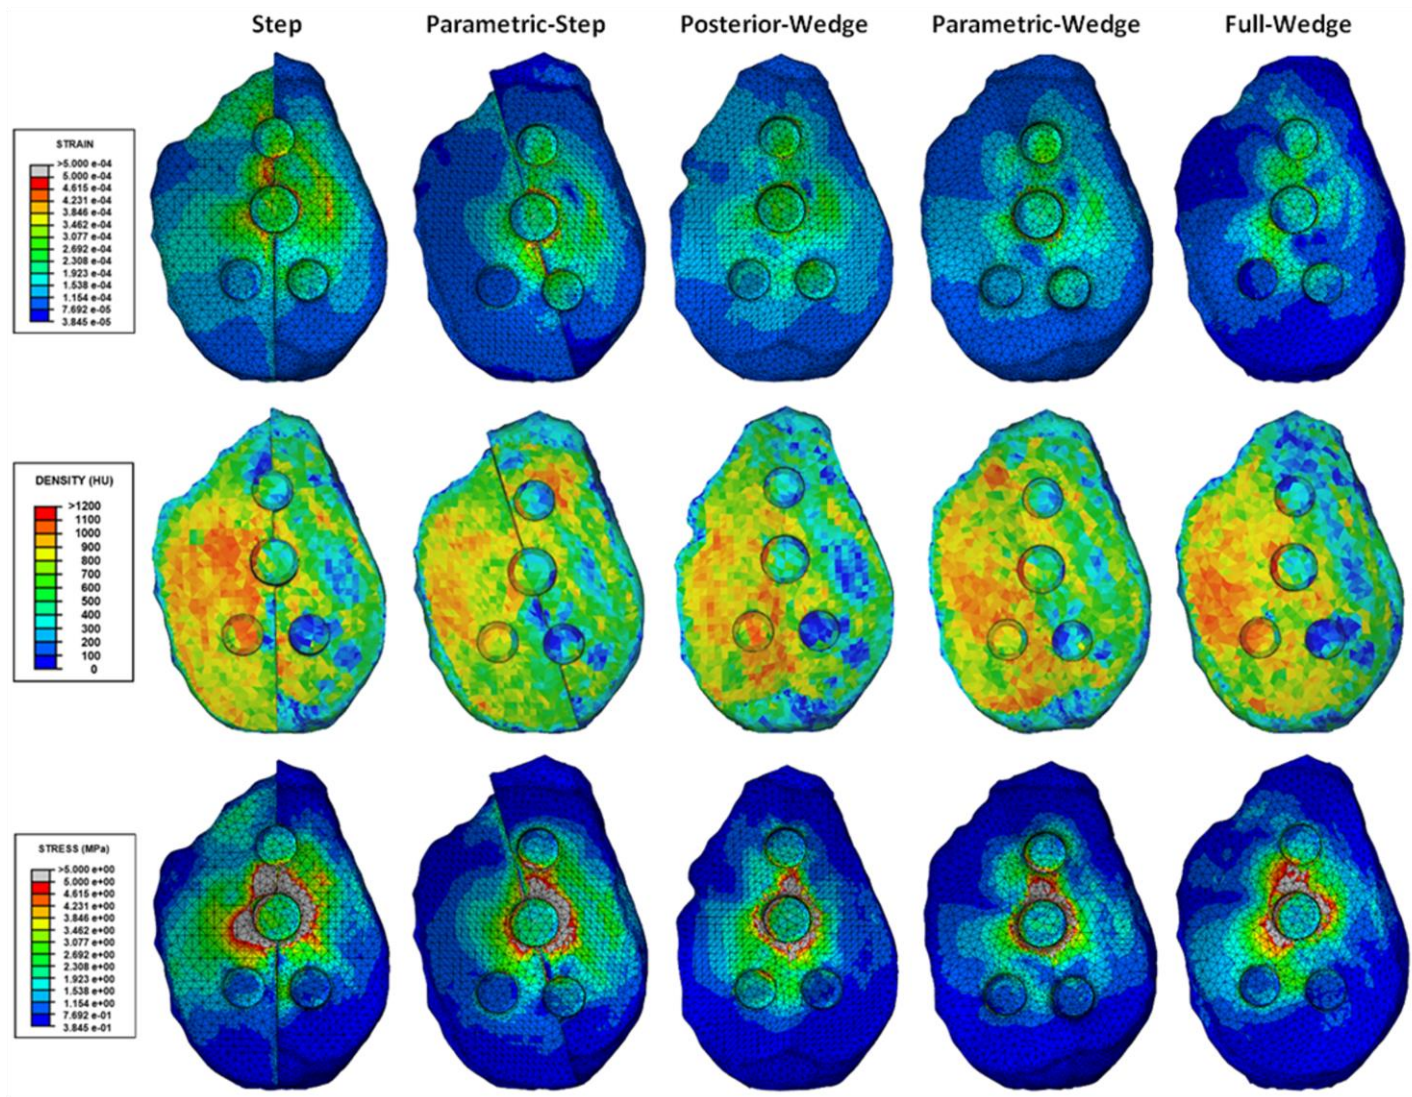 Step Parametric-Step Posterior-Wedge Parametric-Wedge Full-Wedge
STRAIN
>5.000 e-04
5.000 e-04
4.615 e-04
4.231 e-04
3.846 e-04
3.462 e-04
3.077 e-04
2.692 e-04
2.308 e-04
1.923 e-04
1.538 e-04
1.154 e-04
7.692 e-05
3.845 e-05
DENSITY (HU)
>1200
1100
1000
900
800
700
600
500
400
300
200
100
0
STRESS (MPa)
>5.000 e+00
5.000 e+00
4.615 e+00
4.231 e+00
3.846 e+00
3.462 e+00
3.077 e+00
2.692 e+00
2.308 e+00
1.923 e+00
1.538 e+00
1.154 e+00
7.692 e-01
3.845 e-01